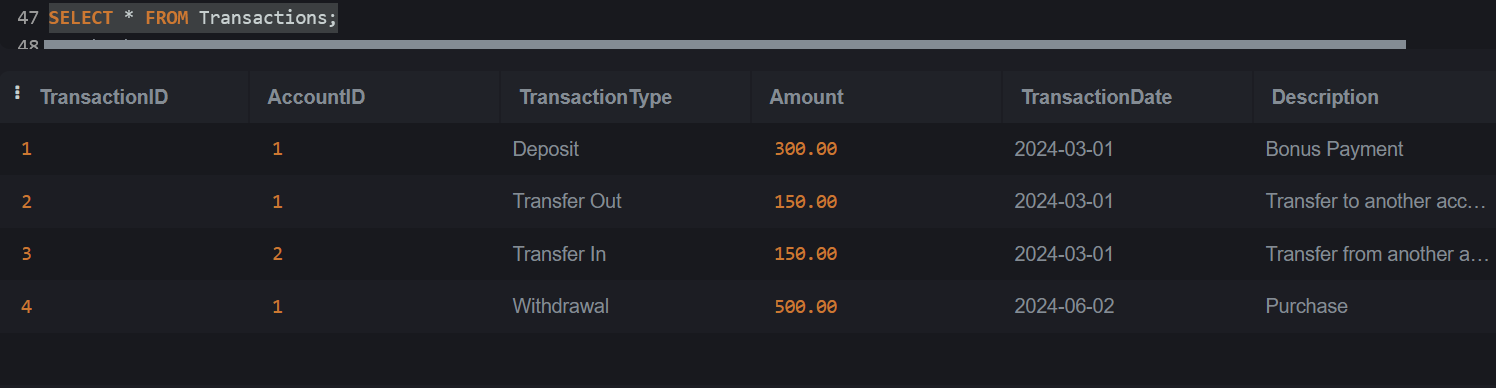 47 SELECT * FROM Transactions;
48
TransactionID AccountID TransactionType Amount TransactionDate Description
1 1 Deposit 300.00 2024-03-01 Bonus Payment
2 1 Transfer Out 150.00 2024-03-01 Transfer to another acc…
3 2 Transfer In 150.00 2024-03-01 Transfer from another a…
4 1 Withdrawal 500.00 2024-06-02 Purchase